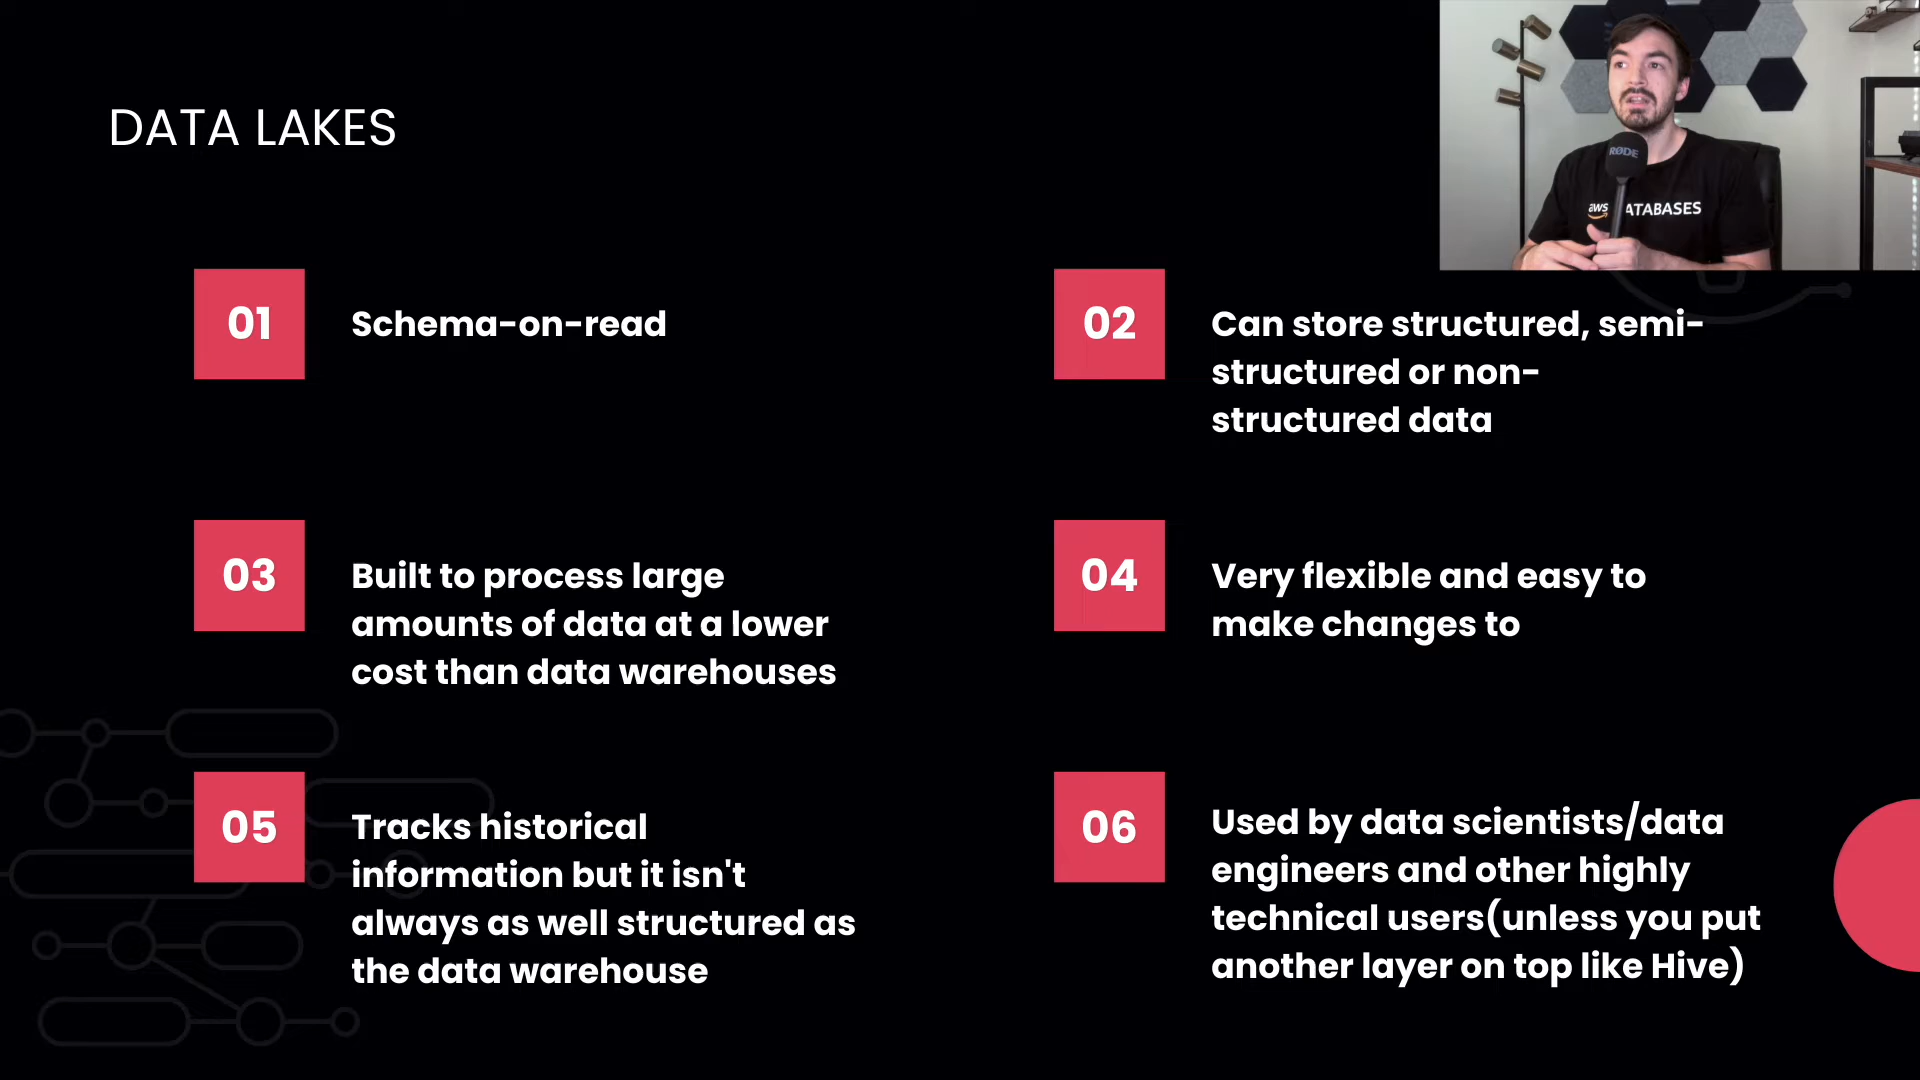 DATA LAKES
RØDE
aws
ATABASES
01
Schema-on-read
02
Can store structured, semi-
structured or non-
structured data
03
Built to process large
amounts of data at a lower
cost than data warehouses
04
Very flexible and easy to
make changes to
05
Tracks historical
information but it isn't
always as well structured as
the data warehouse
06
Used by data scientists/data
engineers and other highly
technical users(unless you put
another layer on top like Hive)